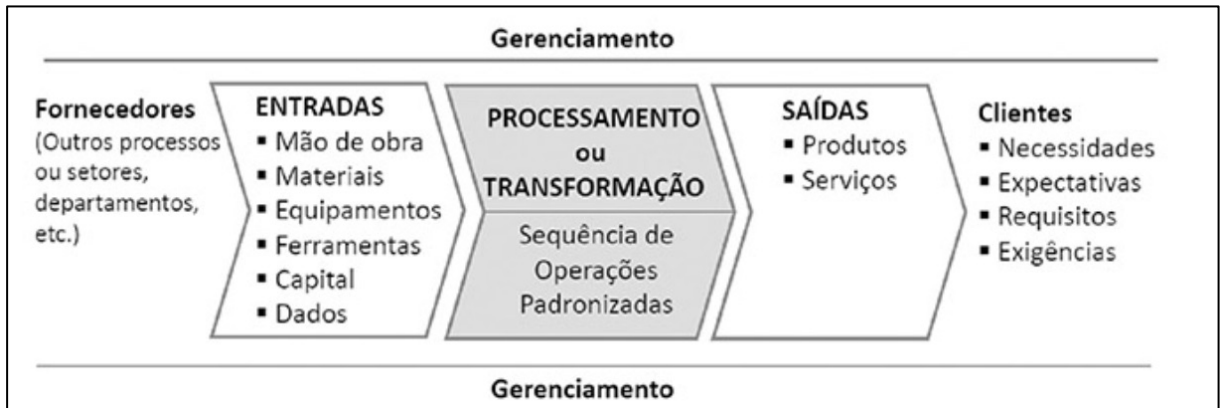 Gerenciamento
Fornecedores
(Outros processos
ou setores,
departamentos,
etc.)
ENTRADAS
▪ Mão de obra
▪ Materiais
▪ Equipamentos
▪ Ferramentas
▪ Capital
▪ Dados
PROCESSAMENTO
ou
TRANSFORMAÇÃO
Sequência de
Operações
Padronizadas
SAÍDAS
▪ Produtos
▪ Serviços
Clientes
▪ Necessidades
▪ Expectativas
▪ Requisitos
▪ Exigências
Gerenciamento